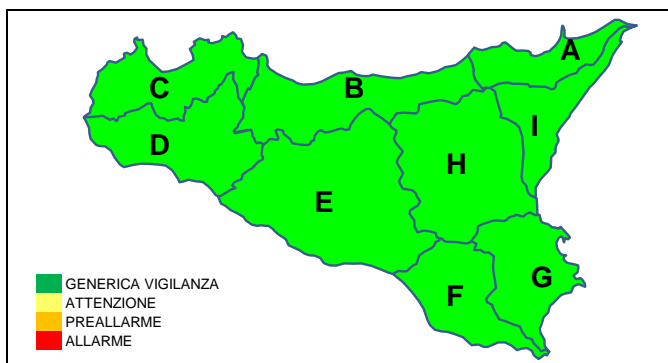 A
C
B
I
D
H
E
G
F
GENERICA VIGILANZA
ATTENZIONE
PREALLARME
ALLARME